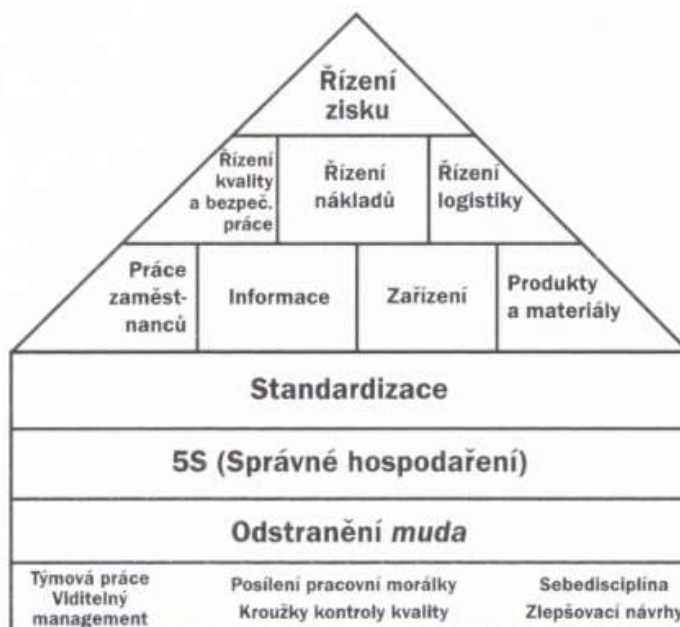 Řízení
zisku
Řízení
kvality
a bezpeč.
práce
Řízení
nákladů
Řízení
logistiky
Práce
zaměst-
nanců
Informace
Zařízení
Produkty
a materiály
Standardizace
5S (Správné hospodaření)
Odstranění muda
Týmová práce
Viditelný
management
Posílení pracovní morálky
Kroužky kontroly kvality
Sebedisciplina
Zlepšovací návrhy